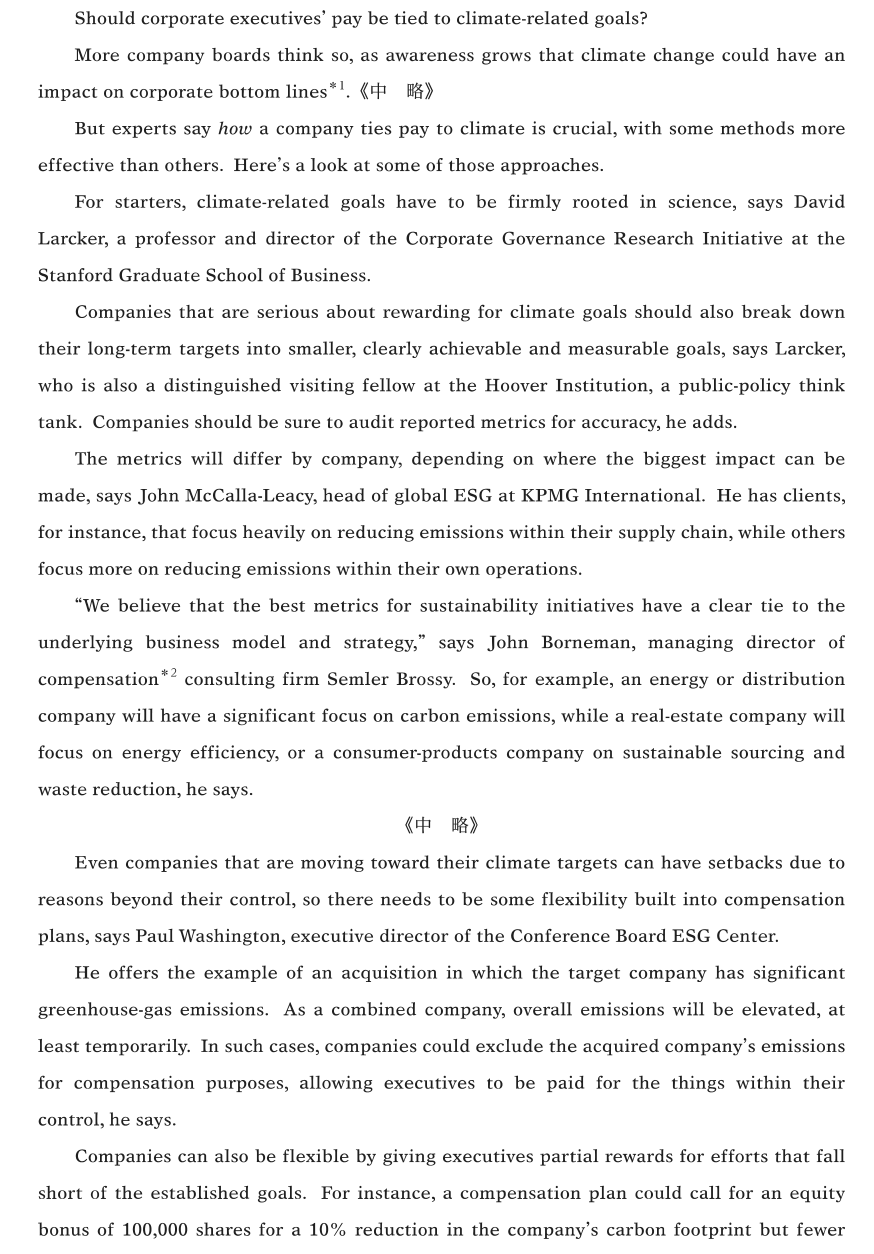 Should corporate executives’ pay be tied to climate-related goals?
More company boards think so, as awareness grows that climate change could have an
impact on corporate bottom lines*1.《中　略》
But experts say how a company ties pay to climate is crucial, with some methods more
effective than others. Here’s a look at some of those approaches.
For starters, climate-related goals have to be firmly rooted in science, says David
Larcker, a professor and director of the Corporate Governance Research Initiative at the
Stanford Graduate School of Business.
Companies that are serious about rewarding for climate goals should also break down
their long-term targets into smaller, clearly achievable and measurable goals, says Larcker,
who is also a distinguished visiting fellow at the Hoover Institution, a public-policy think
tank. Companies should be sure to audit reported metrics for accuracy, he adds.
The metrics will differ by company, depending on where the biggest impact can be
made, says John McCalla-Leacy, head of global ESG at KPMG International. He has clients,
for instance, that focus heavily on reducing emissions within their supply chain, while others
focus more on reducing emissions within their own operations.
“We believe that the best metrics for sustainability initiatives have a clear tie to the
underlying business model and strategy,” says John Borneman, managing director of
compensation*2 consulting firm Semler Brossy. So, for example, an energy or distribution
company will have a significant focus on carbon emissions, while a real-estate company will
focus on energy efficiency, or a consumer-products company on sustainable sourcing and
waste reduction, he says.
《中　略》
Even companies that are moving toward their climate targets can have setbacks due to
reasons beyond their control, so there needs to be some flexibility built into compensation
plans, says Paul Washington, executive director of the Conference Board ESG Center.
He offers the example of an acquisition in which the target company has significant
greenhouse-gas emissions. As a combined company, overall emissions will be elevated, at
least temporarily. In such cases, companies could exclude the acquired company’s emissions
for compensation purposes, allowing executives to be paid for the things within their
control, he says.
Companies can also be flexible by giving executives partial rewards for efforts that fall
short of the established goals. For instance, a compensation plan could call for an equity
bonus of 100,000 shares for a 10% reduction in the company’s carbon footprint but fewer